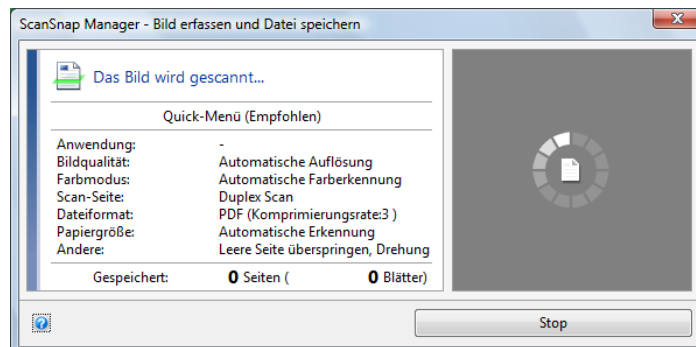 ScanSnap Manager - Bild erfassen und Datei speichern
Das Bild wird gescannt...
Quick-Menü (Empfohlen)
Anwendung: -
Bildqualität: Automatische Auflösung
Farbmodus: Automatische Farberkennung
Scan-Seite: Duplex Scan
Dateiformat: PDF (Komprimierungsrate:3 )
Papiergröße: Automatische Erkennung
Andere: Leere Seite überspringen, Drehung
Gespeichert: 0 Seiten ( 0 Blätter)
Stop